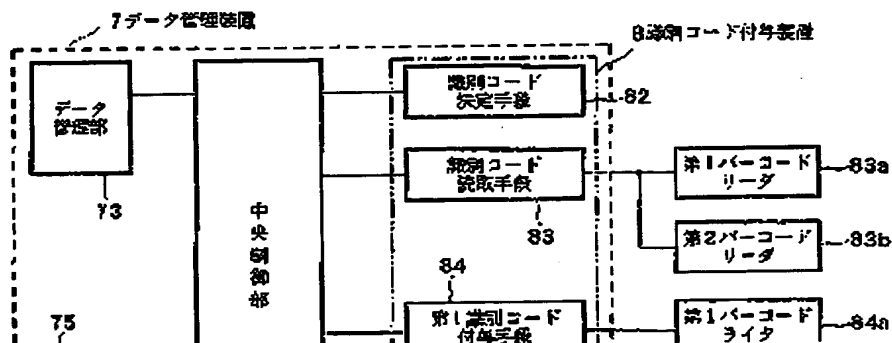 7データ管理装置
8識別コード付与装置
データ
管理部
73
中央制御部
識別コード
決定手段
82
識別コード
読取手段
83
第1バーコード
リーダ
83a
第2バーコード
リーダ
83b
84
第1識別コード
付与手段
第1バーコード
ライタ
84a
75